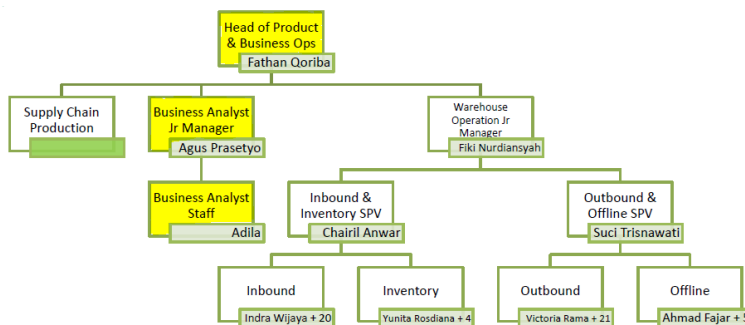 Head of Product
& Business Ops
Fathan Qoriba
Supply Chain
Production
Business Analyst
Jr Manager
Agus Prasetyo
Warehouse
Operation Jr
Manager
Fiki Nurdiansyah
Business Analyst
Staff
Adila
Inbound &
Inventory SPV
Chairil Anwar
Outbound &
Offline SPV
Suci Trisnawati
Inbound
Indra Wijaya + 20
Inventory
Yunita Rosdiana + 4
Outbound
Victoria Rama + 21
Offline
Ahmad Fajar +